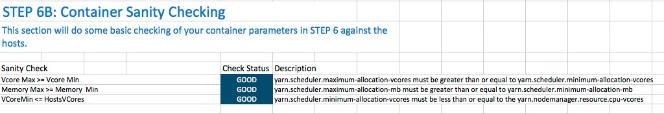 STEP 6B: Container Sanity Checking
This section will do some basic checking of your container parameters in STEP 6 against the
hosts.
Sanity Check Check Status Description
Vcore Max >= Vcore Min GOOD yarn.scheduler.maximum-allocation-vcores must be greater than or equal to yarn.scheduler.minimum-allocation-vcores
Memory Max >= Memory Min GOOD yarn.scheduler.maximum-allocation-mb must be greater than or equal to yarn.scheduler.minimum-allocation-mb
VCoreMin <= HostsVCores GOOD yarn.scheduler.minimum-allocation-vcores must be less than or equal to the yarn.nodemanager.resource.cpu-vcores